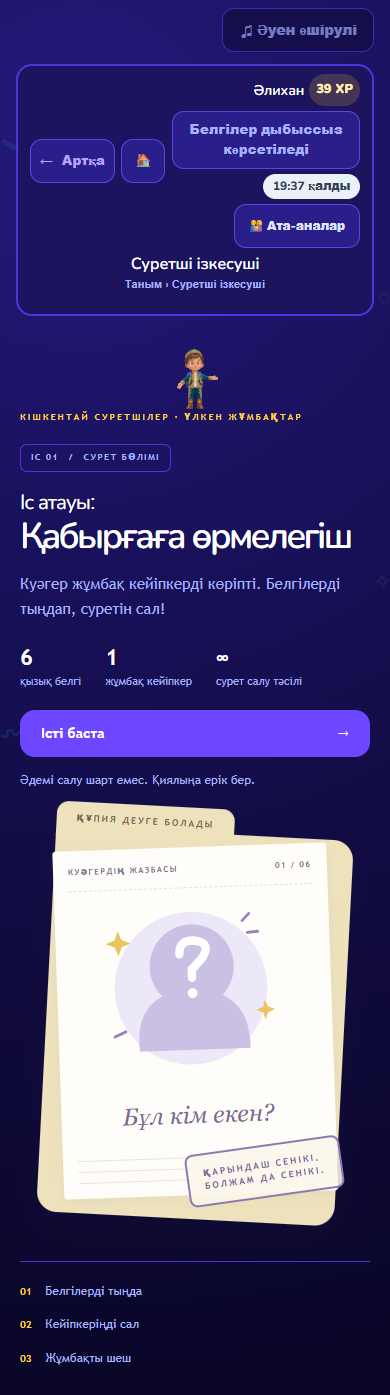 ♫ Әуен өшірулі
Әлихан 39 XP
Белгілер дыбыссыз
көрсетіледі
← Артқа 🏠
19:37 қалды
Ата-аналар
Суретші ізкесуші
Таным › Суретші ізкесуші
КІШКЕНТАЙ СУРЕТШІЛЕР · ҮЛКЕН ЖҰМБАҚТАР
ІС 01 / СУРЕТ БӨЛІМІ
Іс атауы:
Қабырғаға өрмелегіш
Куәгер жұмбақ кейіпкерді көріпті. Белгілерді
тыңдап, суретін сал!
6 1 ∞
қызық белгі жұмбақ кейіпкер сурет салу тәсілі
Істі баста →
Әдемі салу шарт емес. Қиялыңа ерік бер.
ҚҰПИЯ ДЕУГЕ БОЛАДЫ
КУӘГЕРДІҢ ЖАЗБАСЫ 01 / 06
?
Бұл кім екен?
ҚАРЫНДАШ СЕНІКІ.
БОЛЖАМ ДА СЕНІКІ.
01 Белгілерді тыңда
02 Кейіпкеріңді сал
03 Жұмбақты шеш